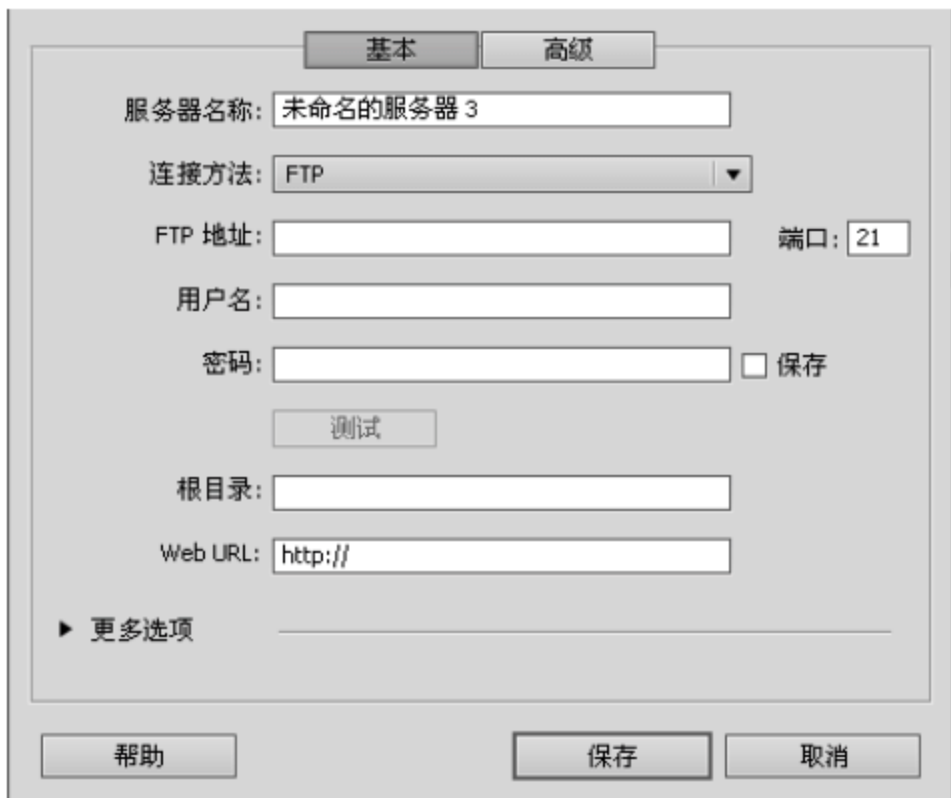 基本 高级
服务器名称: 未命名的服务器 3
连接方法: FTP
FTP 地址: 端口: 21
用户名:
密码: 保存
测试
根目录:
Web URL: http://
更多选项
帮助 保存 取消